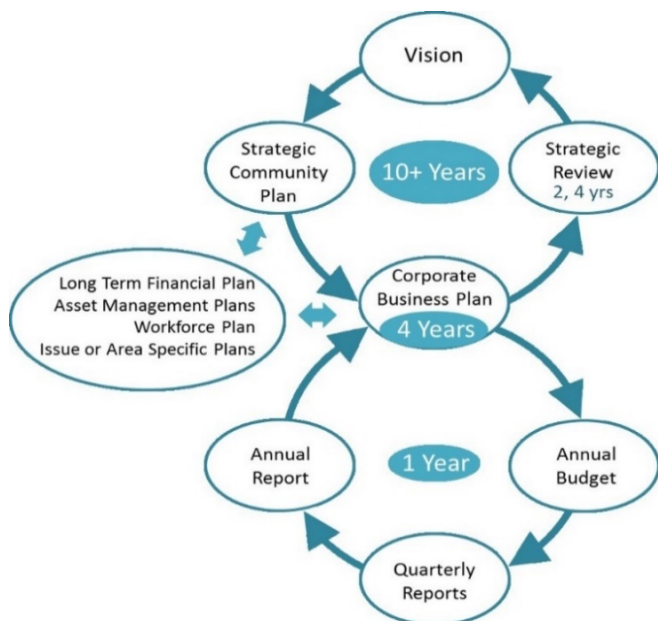 Vision
Strategic
Community
Plan
10+ Years
Strategic
Review
2, 4 yrs
Long Term Financial Plan
Asset Management Plans
Workforce Plan
Issue or Area Specific Plans
Corporate
Business Plan
4 Years
Annual
Report
1 Year
Annual
Budget
Quarterly
Reports